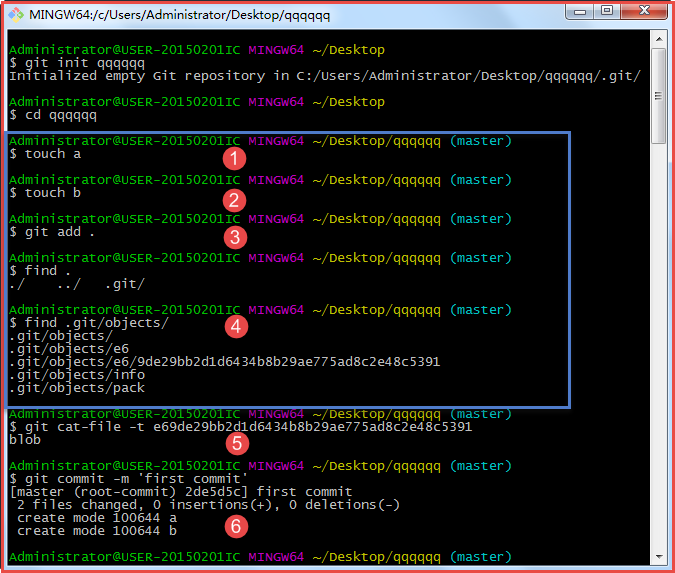 MINGW64:/c/Users/Administrator/Desktop/qqqqqq
Administrator@USER-20150201IC MINGW64 ~/Desktop
$ git init qqqqqq
Initialized empty Git repository in C:/Users/Administrator/Desktop/qqqqqq/.git/
Administrator@USER-20150201IC MINGW64 ~/Desktop
$ cd qqqqqq
Administrator@USER-20150201IC MINGW64 ~/Desktop/qqqqqq (master)
$ touch a
1
Administrator@USER-20150201IC MINGW64 ~/Desktop/qqqqqq (master)
$ touch b
2
Administrator@USER-20150201IC MINGW64 ~/Desktop/qqqqqq (master)
$ git add .
3
Administrator@USER-20150201IC MINGW64 ~/Desktop/qqqqqq (master)
$ find .
./ ../ .git/
Administrator@USER-20150201IC MINGW64 ~/Desktop/qqqqqq (master)
$ find .git/objects/
4
.git/objects/
.git/objects/e6
.git/objects/e6/9de29bb2d1d6434b8b29ae775ad8c2e48c5391
.git/objects/info
.git/objects/pack
Administrator@USER-20150201IC MINGW64 ~/Desktop/qqqqqq (master)
$ git cat-file -t e69de29bb2d1d6434b8b29ae775ad8c2e48c5391
blob
5
Administrator@USER-20150201IC MINGW64 ~/Desktop/qqqqqq (master)
$ git commit -m 'first commit'
[master (root-commit) 2de5d5c] first commit
2 files changed, 0 insertions(+), 0 deletions(-)
create mode 100644 a
6
create mode 100644 b
Administrator@USER-20150201IC MINGW64 ~/Desktop/qqqqqq (master)